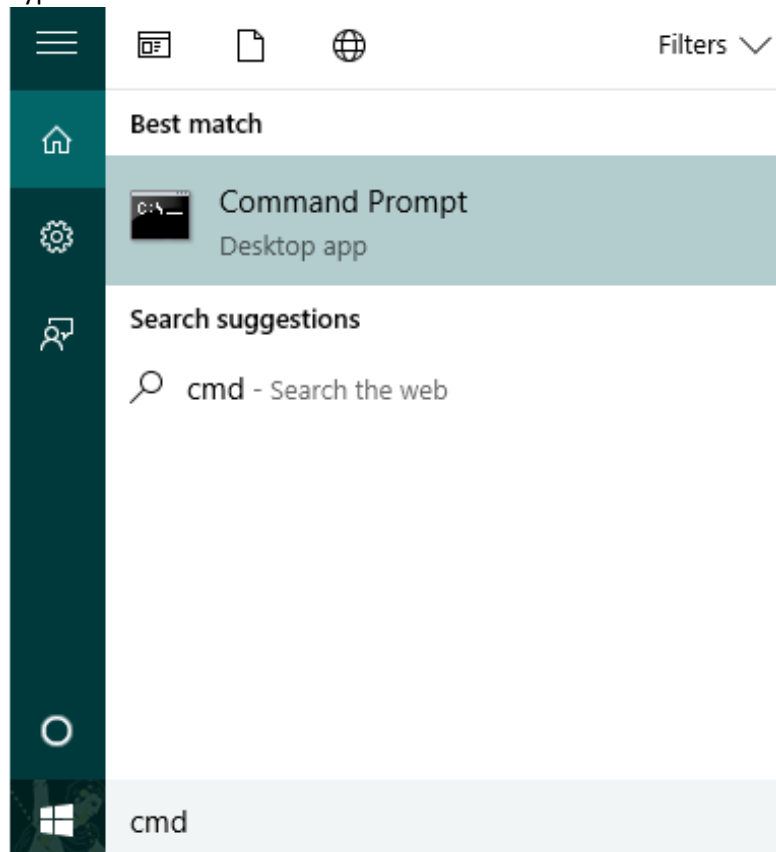 Filters
Best match
Command Prompt
Desktop app
Search suggestions
cmd - Search the web
cmd